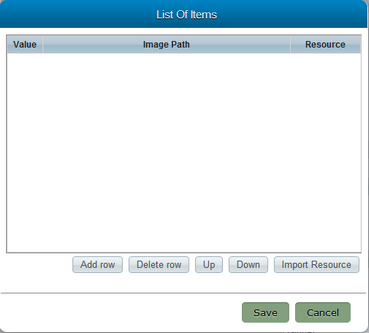 List Of Items
Value Image Path Resource
Add row Delete row Up Down Import Resource
Save Cancel